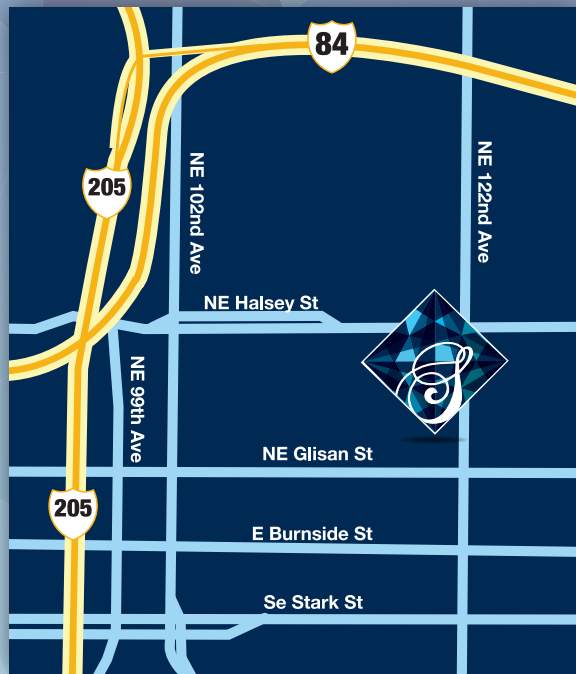 84
205
NE 102nd Ave
NE 122nd Ave
NE Halsey St
S
NE 99th Ave
NE Glisan St
205
E Burnside St
Se Stark St